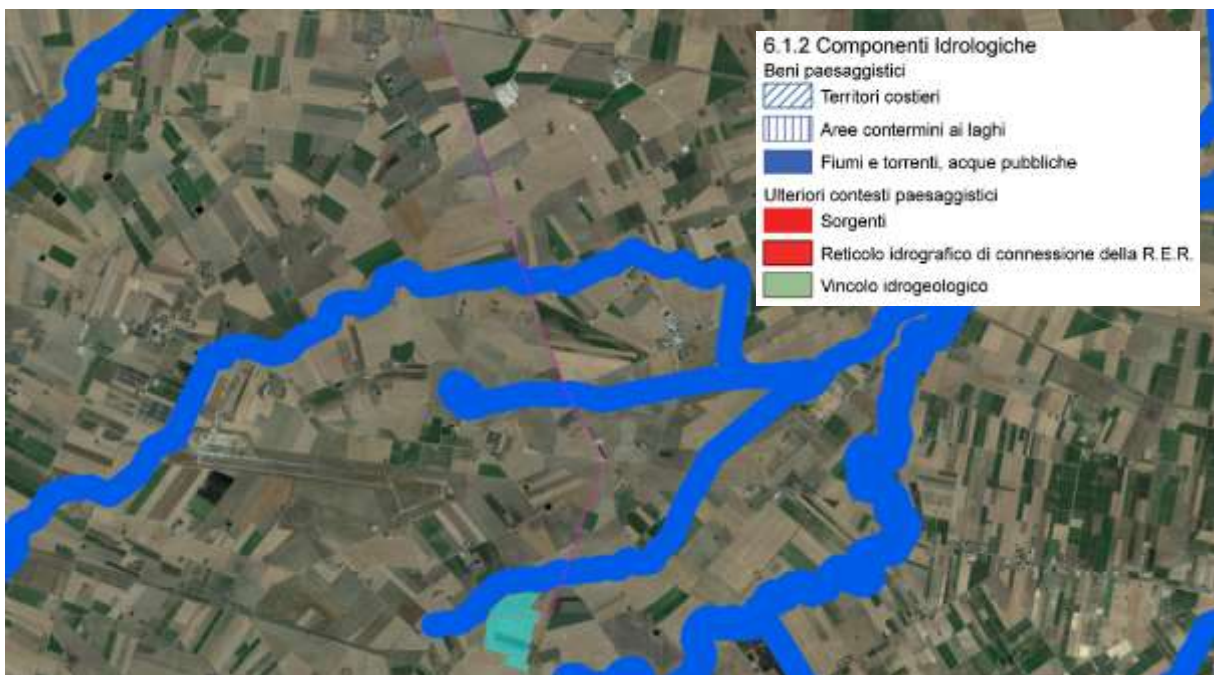 6.1.2 Componenti Idrologiche
Beni paesaggistici
Territori costieri
Aree contermini ai laghi
Fiumi e torrenti, acque pubbliche
Ulteriori contesti paesaggistici
Sorgenti
Reticolo idrografico di connessione della R.E.R.
Vincolo idrogeologico